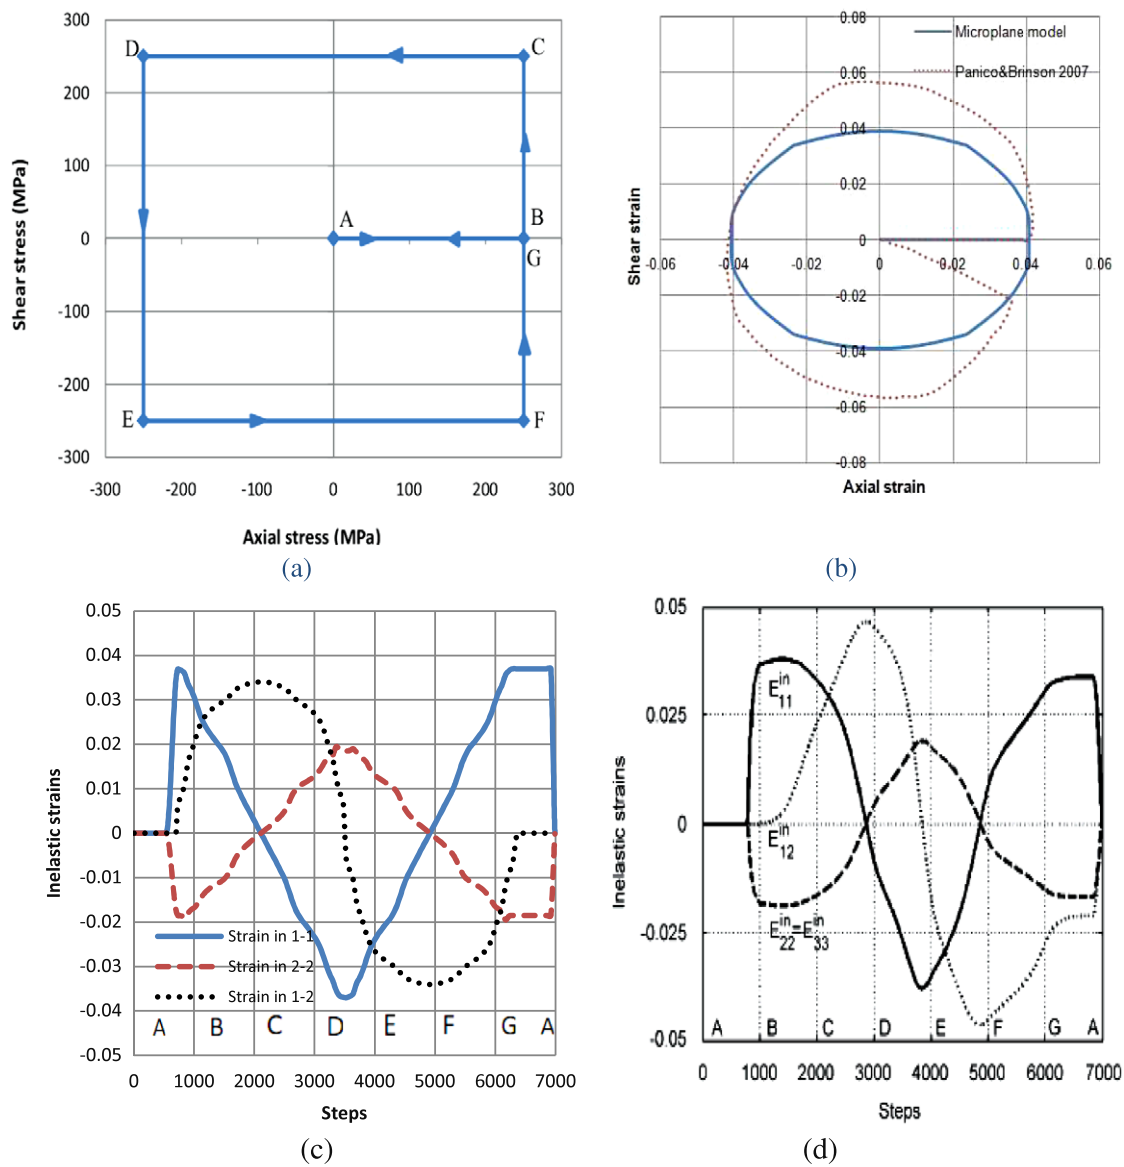 300
200
100
0
-100
-200
-300
Shear stress (MPa)
D
C
A
B
G
E
F
-300 -200 -100 0 100 200 300
Axial stress (MPa)
(a)
0.08
0.06
0.04
0.02
0
-0.02
-0.04
-0.06
-0.08
Shear strain
Microplane model
Panico&Brinson 2007
-0.06 -0.04 -0.02 0 0.02 0.04 0.06
Axial strain
(b)
0.05
0.04
0.03
0.02
0.01
0
-0.01
-0.02
-0.03
-0.04
-0.05
Inelastic strains
Strain in 1-1
Strain in 2-2
Strain in 1-2
A B C D E F G A
0 1000 2000 3000 4000 5000 6000 7000
Steps
(c)
0.05
0.025
0
-0.025
-0.05
Inelastic strains
E11in
E12in
E22in=E33in
A B C D E F G A
0 1000 2000 3000 4000 5000 6000 7000
Steps
(d)